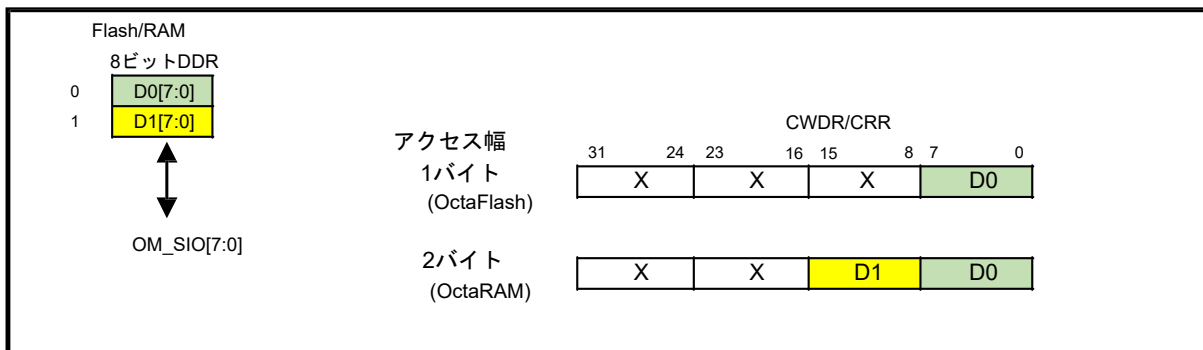 Flash/RAM
8ビットDDR
0 D0[7:0]
1 D1[7:0]
OM_SIO[7:0]
アクセス幅
CWDR/CRR
31 24 23 16 15 8 7 0
1バイト X X X D0
(OctaFlash)
2バイト X X D1 D0
(OctaRAM)